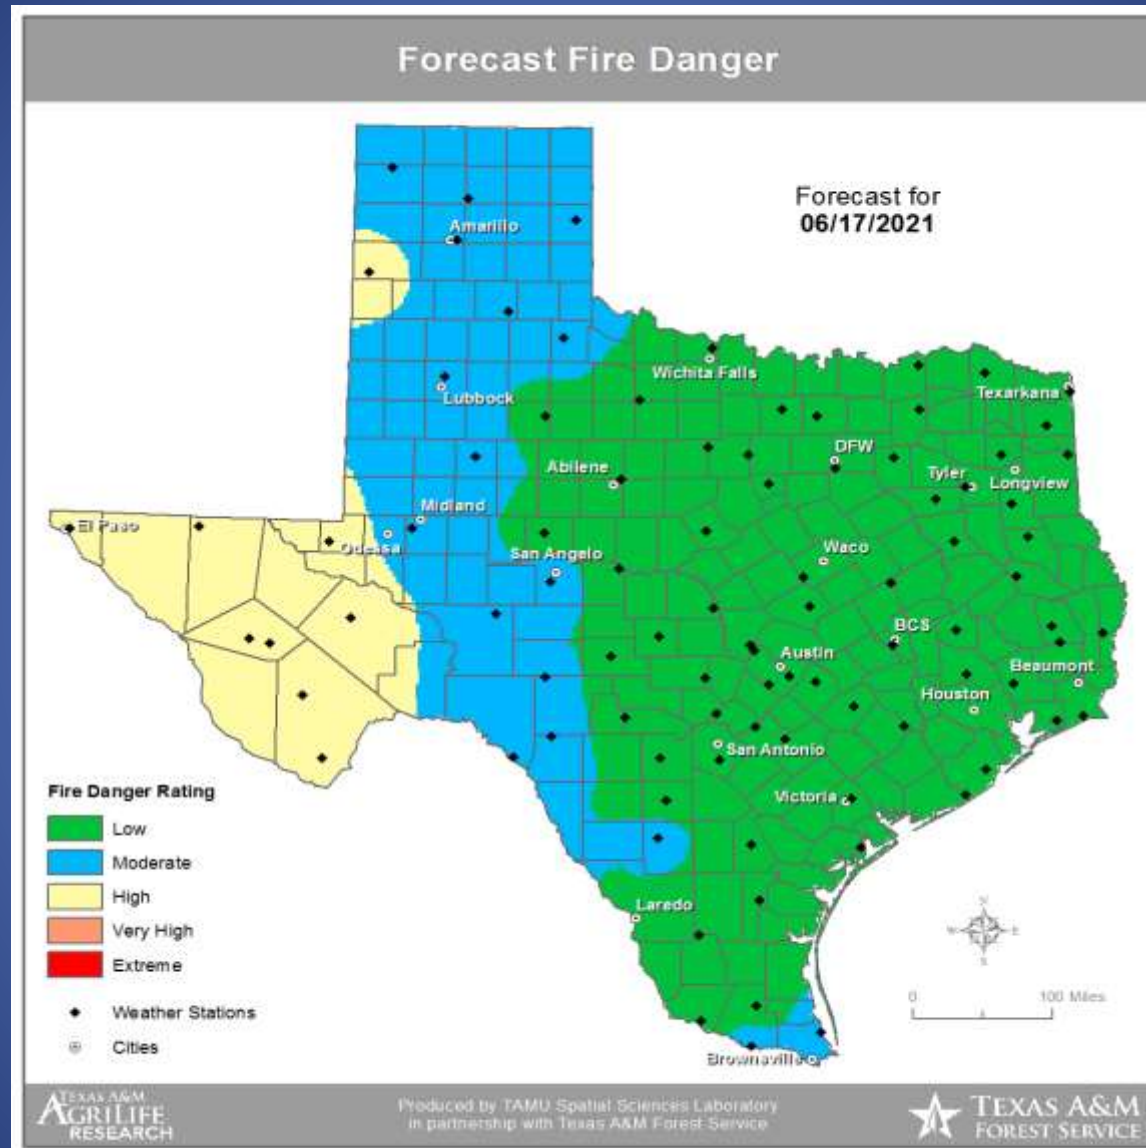 Forecast Fire Danger
Forecast for
06/17/2021
Amarillo
Wichita Falls
Texarkana
Lubbock
DFW
Abilene
Tyler
Longview
Midland
El Paso
Odessa
San Angelo
Waco
BCS
Austin
Beaumont
Houston
San Antonio
Victoria
Laredo
Brownsville
Fire Danger Rating
Low
Moderate
High
Very High
Extreme
Weather Stations
Cities
N
W E
S
0 100 Miles
TEXAS A&M
AGRILIFE
RESEARCH
Produced by TAMU Spatial Sciences Laboratory
in partnership with Texas A&M Forest Service
TEXAS A&M
FOREST SERVICE